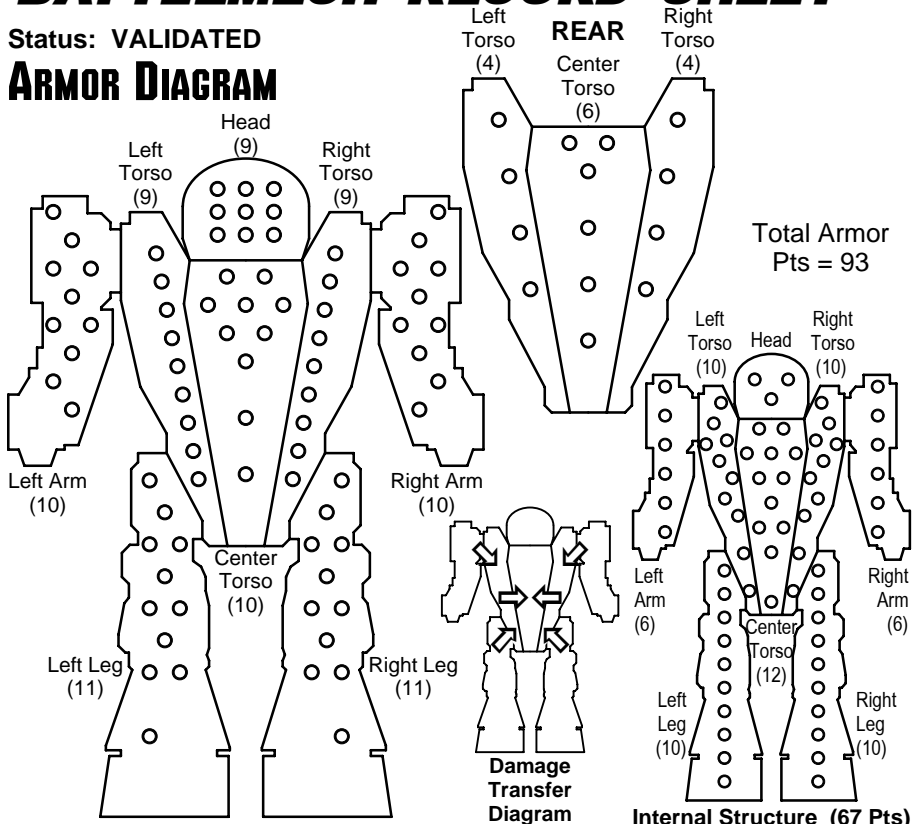 BATTLEMECH RECORD SHEET
Status: VALIDATED
ARMOR DIAGRAM
Head
(9)
Left
Torso
(9)
Right
Torso
(9)
Left Arm
(10)
Right Arm
(10)
Center
Torso
(10)
Left Leg
(11)
Right Leg
(11)
REAR
Left
Torso
(4)
Center
Torso
(6)
Right
Torso
(4)
Total Armor
Pts = 93
Damage
Transfer
Diagram
Left
Torso
(10)
Head
Right
Torso
(10)
Left
Arm
(6)
Right
Arm
(6)
Center
Torso
(12)
Left
Leg
(10)
Right
Leg
(10)
Internal Structure (67 Pts)